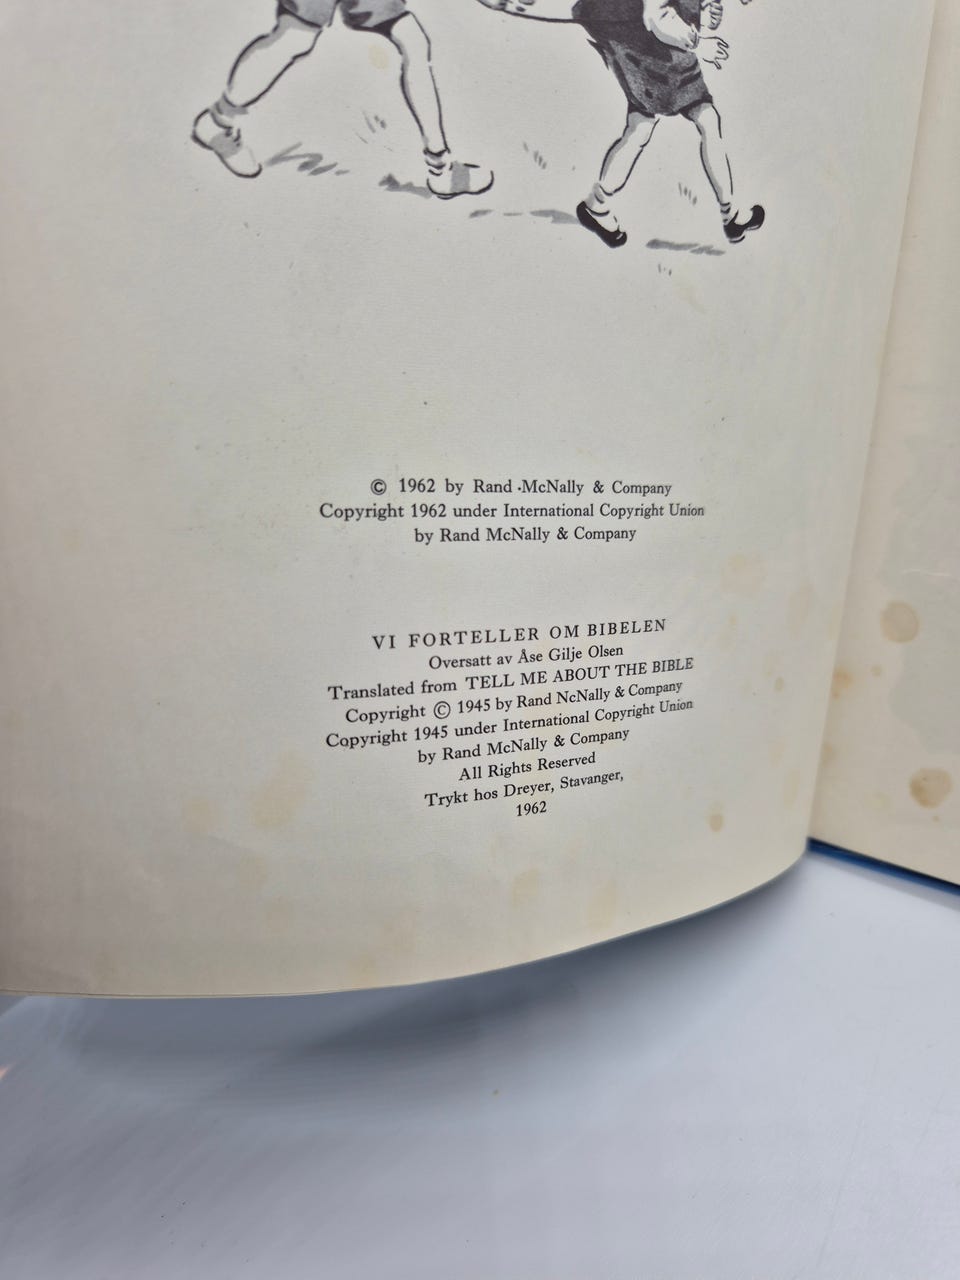 © 1962 by Rand ·McNally & Company
Copyright 1962 under International Copyright Union
by Rand McNally & Company
VI FORTELLER OM BIBELEN
Oversatt av Åse Gilje Olsen
Translated from TELL ME ABOUT THE BIBLE
Copyright © 1945 by Rand NcNally & Company
Copyright 1945 under International Copyright Union
by Rand McNally & Company
All Rights Reserved
Trykt hos Dreyer, Stavanger,
1962